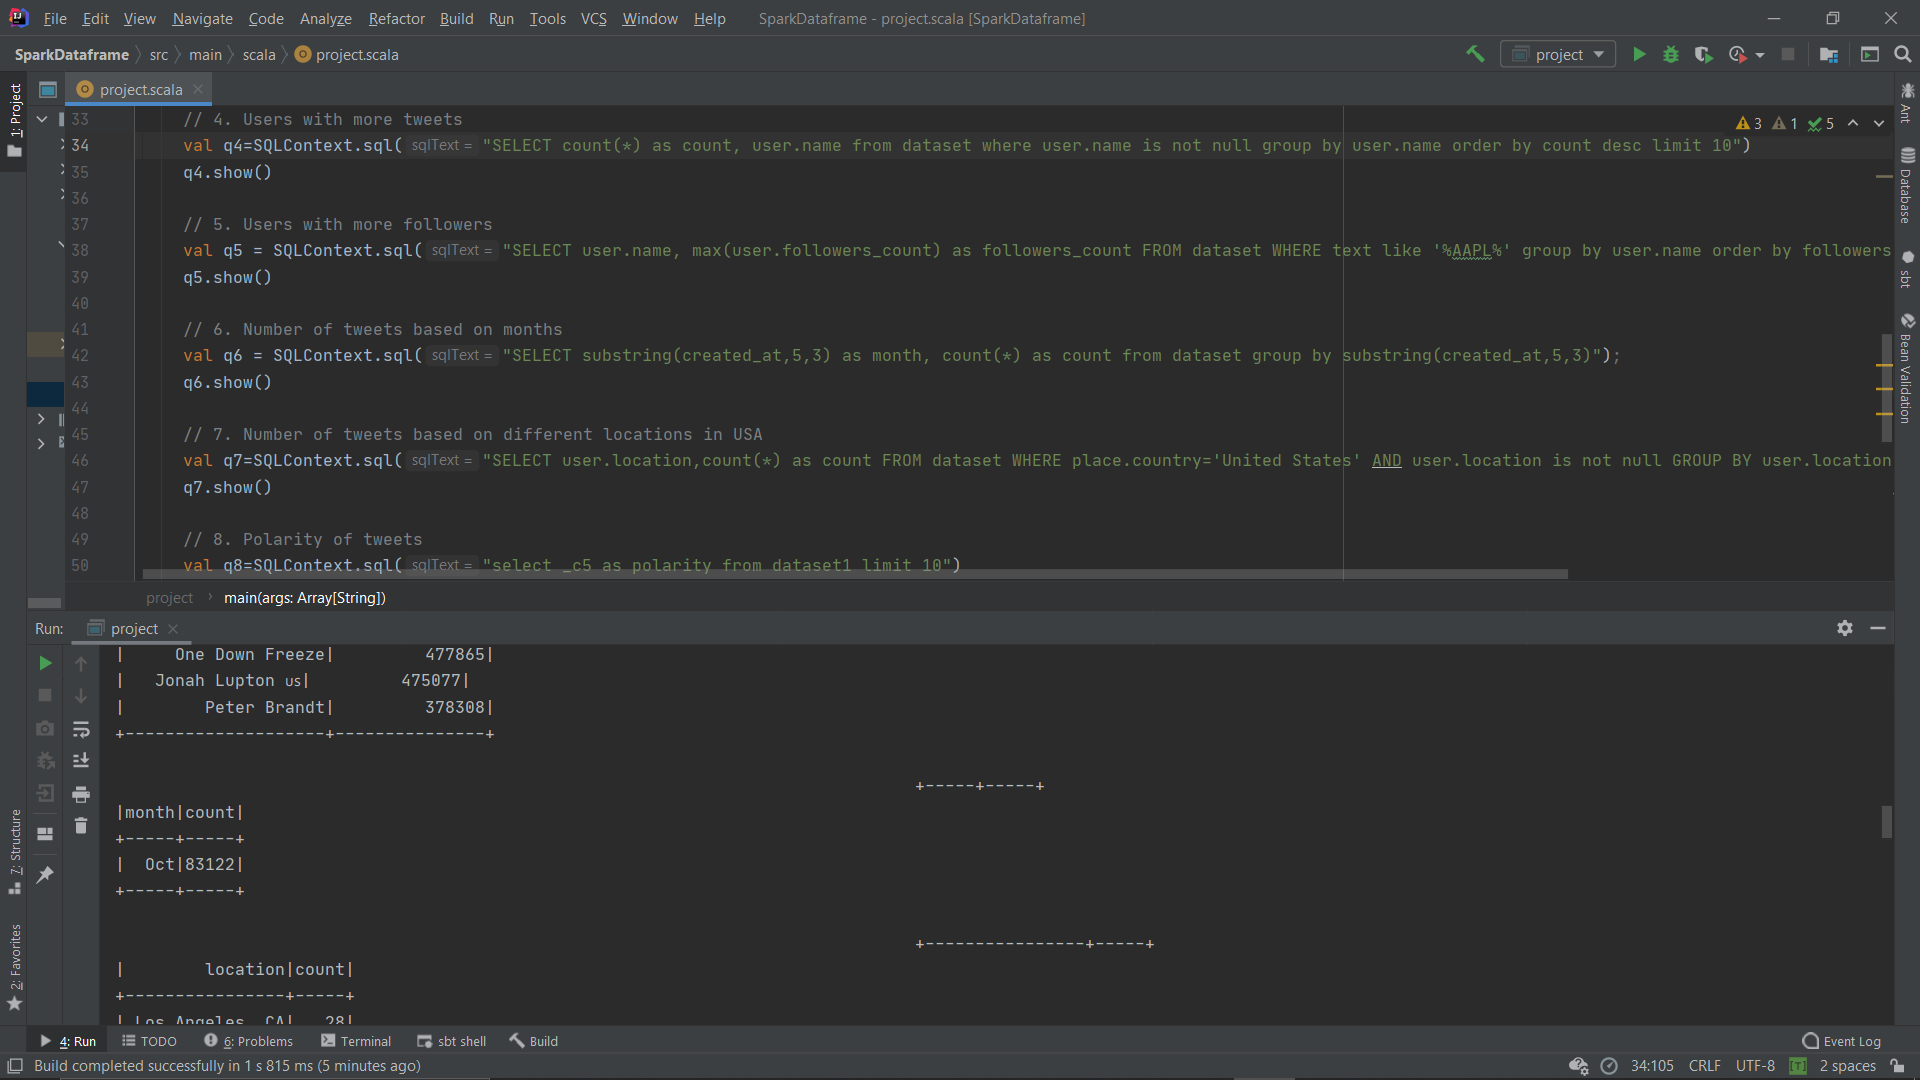 File Edit View Navigate Code Analyze Refactor Build Run Tools VCS Window Help SparkDataframe - project.scala [SparkDataframe]
SparkDataframe src main scala project.scala project
project.scala
1: Project
33 // 4. Users with more tweets
34 val q4=SQLContext.sql( sqlText = "SELECT count(*) as count, user.name from dataset where user.name is not null group by user.name order by count desc limit 10")
35 q4.show()
36
37 // 5. Users with more followers
38 val q5 = SQLContext.sql( sqlText = "SELECT user.name, max(user.followers_count) as followers_count FROM dataset WHERE text like '%AAPL%' group by user.name order by followers
39 q5.show()
40
41 // 6. Number of tweets based on months
42 val q6 = SQLContext.sql( sqlText = "SELECT substring(created_at,5,3) as month, count(*) as count from dataset group by substring(created_at,5,3)");
43 q6.show()
44
45 // 7. Number of tweets based on different locations in USA
46 val q7=SQLContext.sql( sqlText = "SELECT user.location,count(*) as count FROM dataset WHERE place.country='United States' AND user.location is not null GROUP BY user.location
47 q7.show()
48
49 // 8. Polarity of tweets
50 val q8=SQLContext.sql( sqlText = "select _c5 as polarity from dataset1 limit 10")
3 1 5
Ant
Database
sbt
Bean Validation
project main(args: Array[String])
Run: project
| One Down Freeze| 477865|
| Jonah Lupton us| 475077|
| Peter Brandt| 378308|
+--------------------+---------------+
+-----+-----+
|month|count|
+-----+-----+
| Oct|83122|
+-----+-----+
+----------------+-----+
| location|count|
+----------------+-----+
| Los Angeles, CA| 28|
7: Structure
2: Favorites
4: Run TODO 6: Problems Terminal sbt shell Build Event Log
Build completed successfully in 1 s 815 ms (5 minutes ago) 34:105 CRLF UTF-8 2 spaces